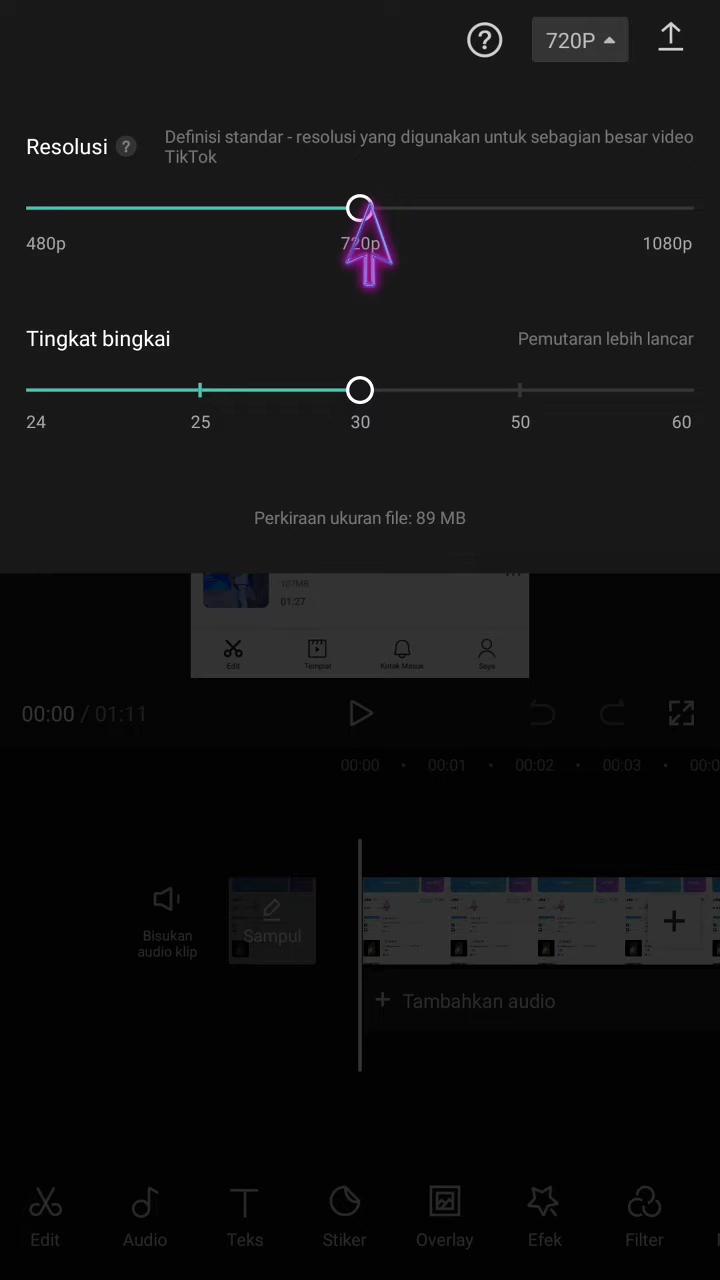 720P
Resolusi ?
Definisi standar - resolusi yang digunakan untuk sebagian besar video
TikTok
480p 720p 1080p
Tingkat bingkai
Pemutaran lebih lancar
24 25 30 50 60
Perkiraan ukuran file: 89 MB
107MB
01:27
Edit Templat Kotak Masuk Saya
00:00 / 01:11
00:00 00:01 00:02 00:03 00:0
Bisukan
audio klip
Sampul
+ Tambahkan audio
Edit Audio Teks Stiker Overlay Efek Filter